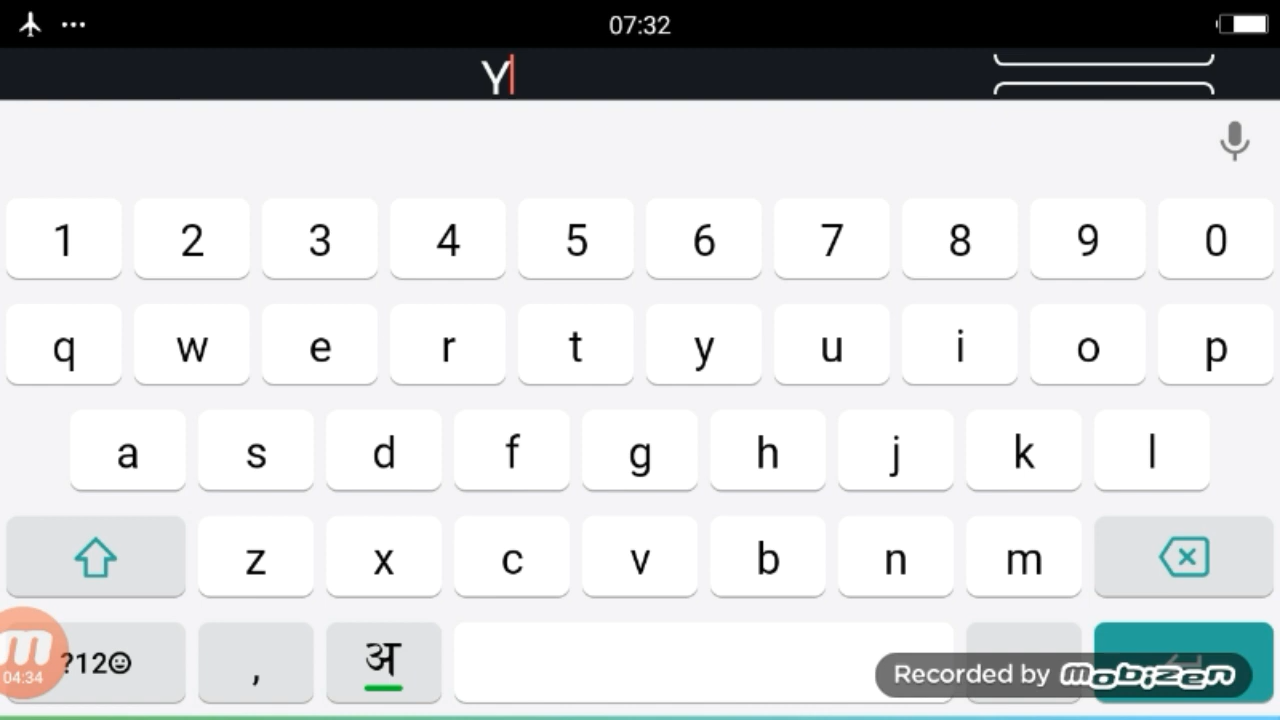 07:32
Y
1 2 3 4 5 6 7 8 9 0
q w e r t y u i o p
a s d f g h j k l
z x c v b n m
?12☺ , अ
04:34
Recorded by mobizen